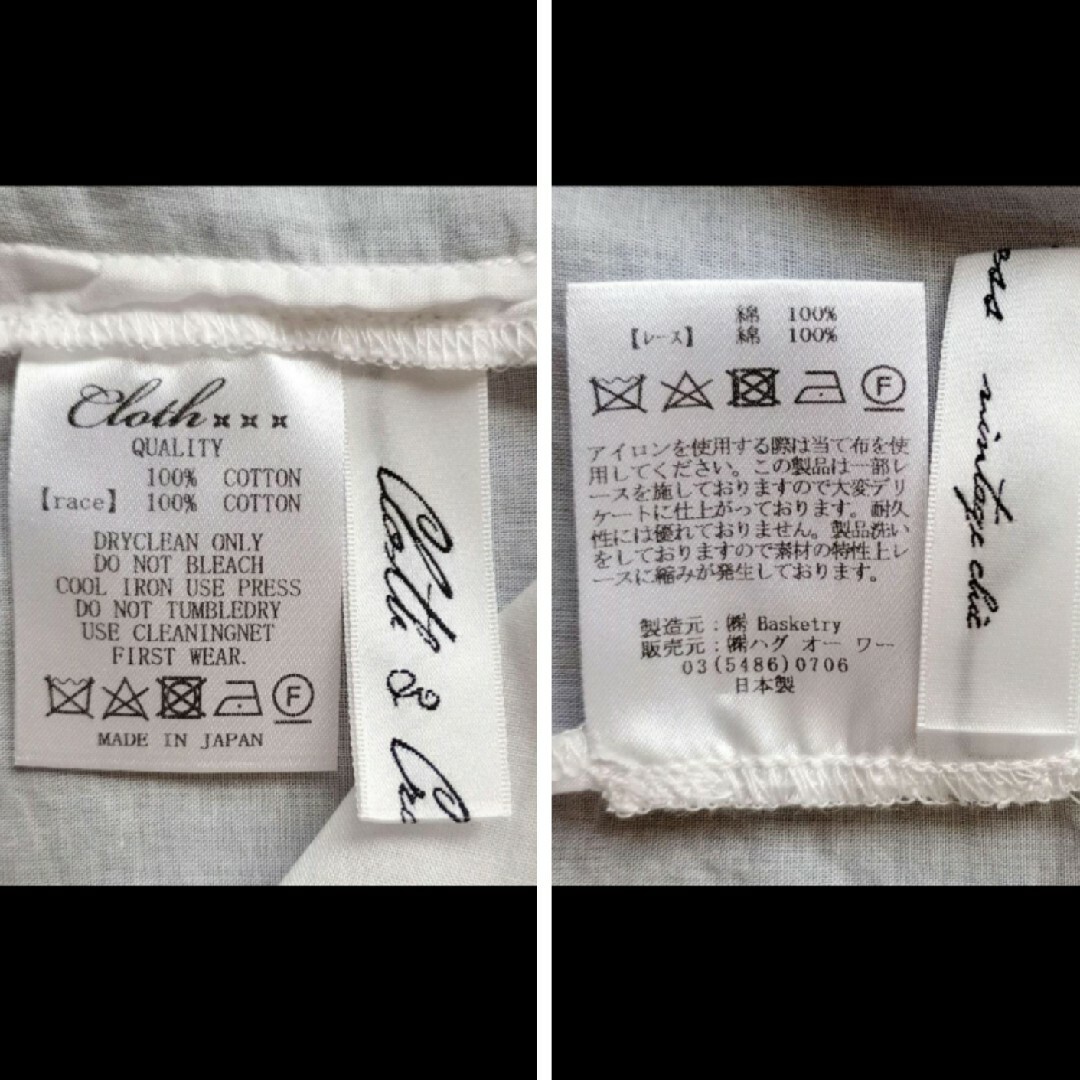 Cloth
QUALITY
100% COTTON
【race】 100% COTTON
DRYCLEAN ONLY
DO NOT BLEACH
COOL IRON USE PRESS
DO NOT TUMBLEDRY
USE CLEANINGNET
FIRST WEAR.
F
MADE IN JAPAN
Cloth & Cro
綿 100%
【レース】 綿 100%
F
アイロンを使用する際は当て布を使
用してください。この製品は一部レ
ースを施しておりますので大変デリ
ケートに仕上がっております。耐久
性には優れておりません。製品洗い
をしておりますので素材の特性上レ
ースに縮みが発生しております。
製造元：㈱ Basketry
販売元：㈱ハグ オー ワー
03(5486)0706
日本製